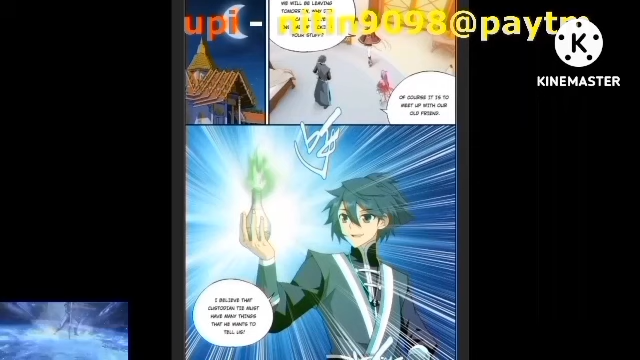 WE WILL BE LEAVING
YOUR STUFF?
upi - nitin9098@paytm
KINEMASTER
OF COURSE IT IS TO
MEET UP WITH OUR
OLD FRIEND.
I BELIEVE THAT
CUSTODIAN TIE MUST
HAVE MANY THINGS
THAT HE WANTS TO
TELL US!